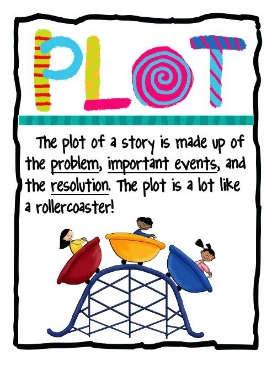 PLOT
The plot of a story is made up of
the problem, important events, and
the resolution. The plot is a lot like
a rollercoaster!